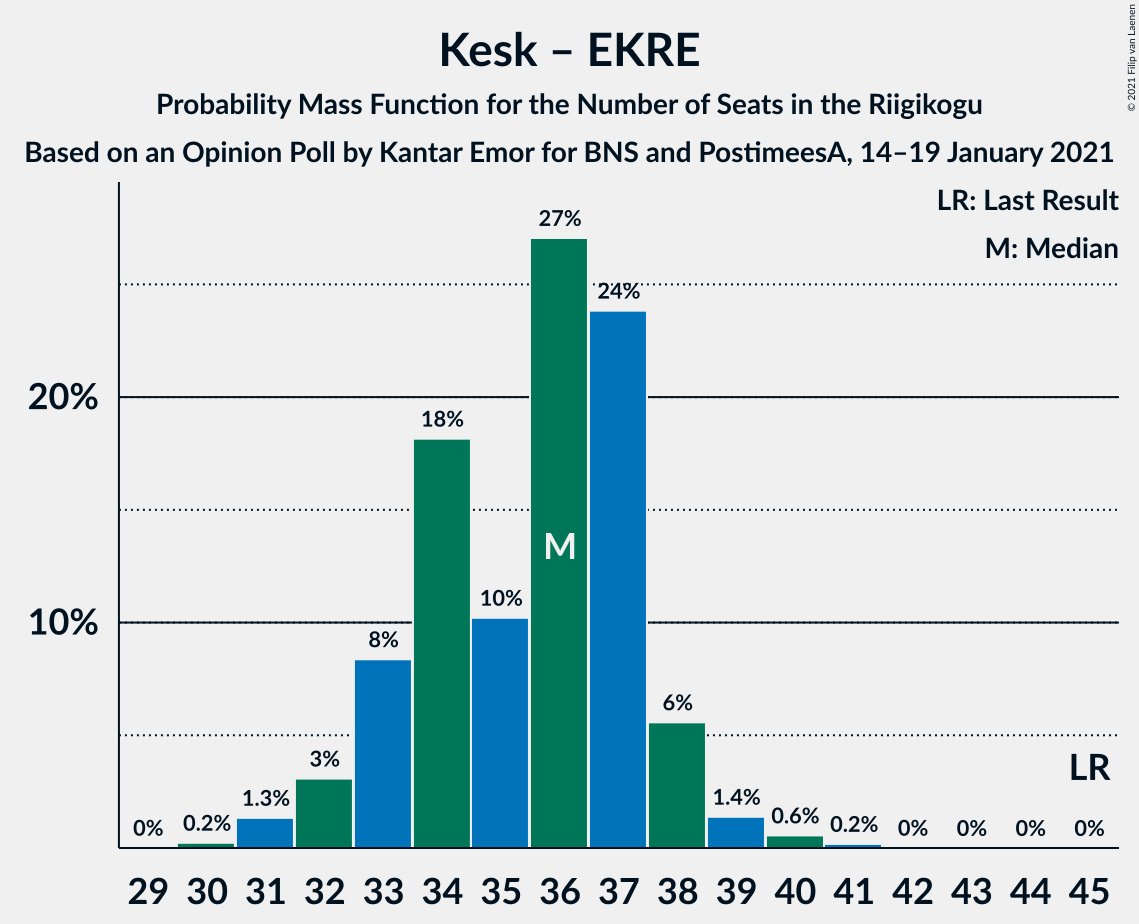 © 2021 Filip van Laenen
Kesk – EKRE
Probability Mass Function for the Number of Seats in the Riigikogu
Based on an Opinion Poll by Kantar Emor for BNS and PostimeesA, 14–19 January 2021
LR: Last Result
M: Median
27%
24%
20%
18%
M
10%
10%
8%
6%
3%
LR
1.3%
1.4%
0% 0.2% 0.6% 0.2% 0% 0% 0% 0%
29 30 31 32 33 34 35 36 37 38 39 40 41 42 43 44 45